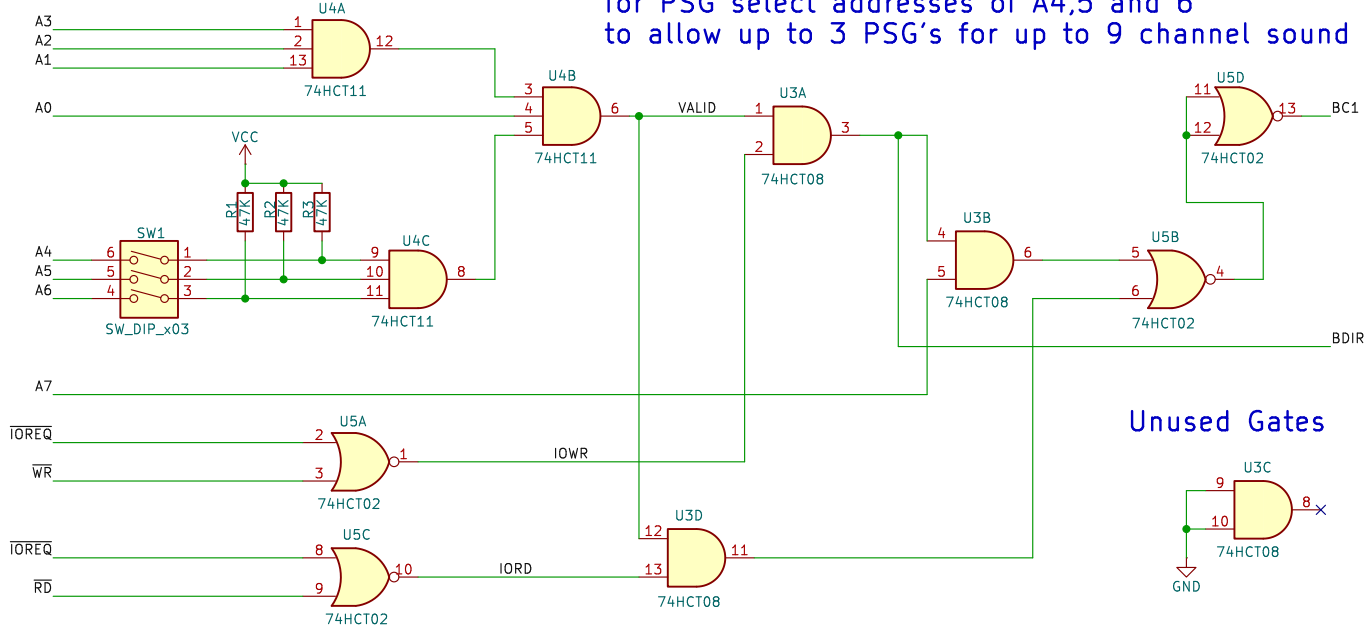 for PSG select addresses of A4,5 and 6
to allow up to 3 PSG's for up to 9 channel sound
U4A
A3 1
A2 2 12
A1 13
74HCT11
U4B
3
A0 4 6 VALID
5
74HCT11
U3A
1
3
2
74HCT08
U5D
11
13 BC1
12
74HCT02
VCC
R1 47K R2 47K R3 47K
SW1
A4 6 1
A5 5 2
A6 4 3
SW_DIP_x03
U4C
9
10 8
11
74HCT11
U3B
4
6
5
74HCT08
U5B
5
4
6
74HCT02
BDIR
A7
U5A
IOREQ 2
1 IOWR
WR 3
74HCT02
Unused Gates
U3C
9
8
10
74HCT08
GND
U3D
12
11
13
74HCT08
U5C
IOREQ 8
10 IORD
RD 9
74HCT02